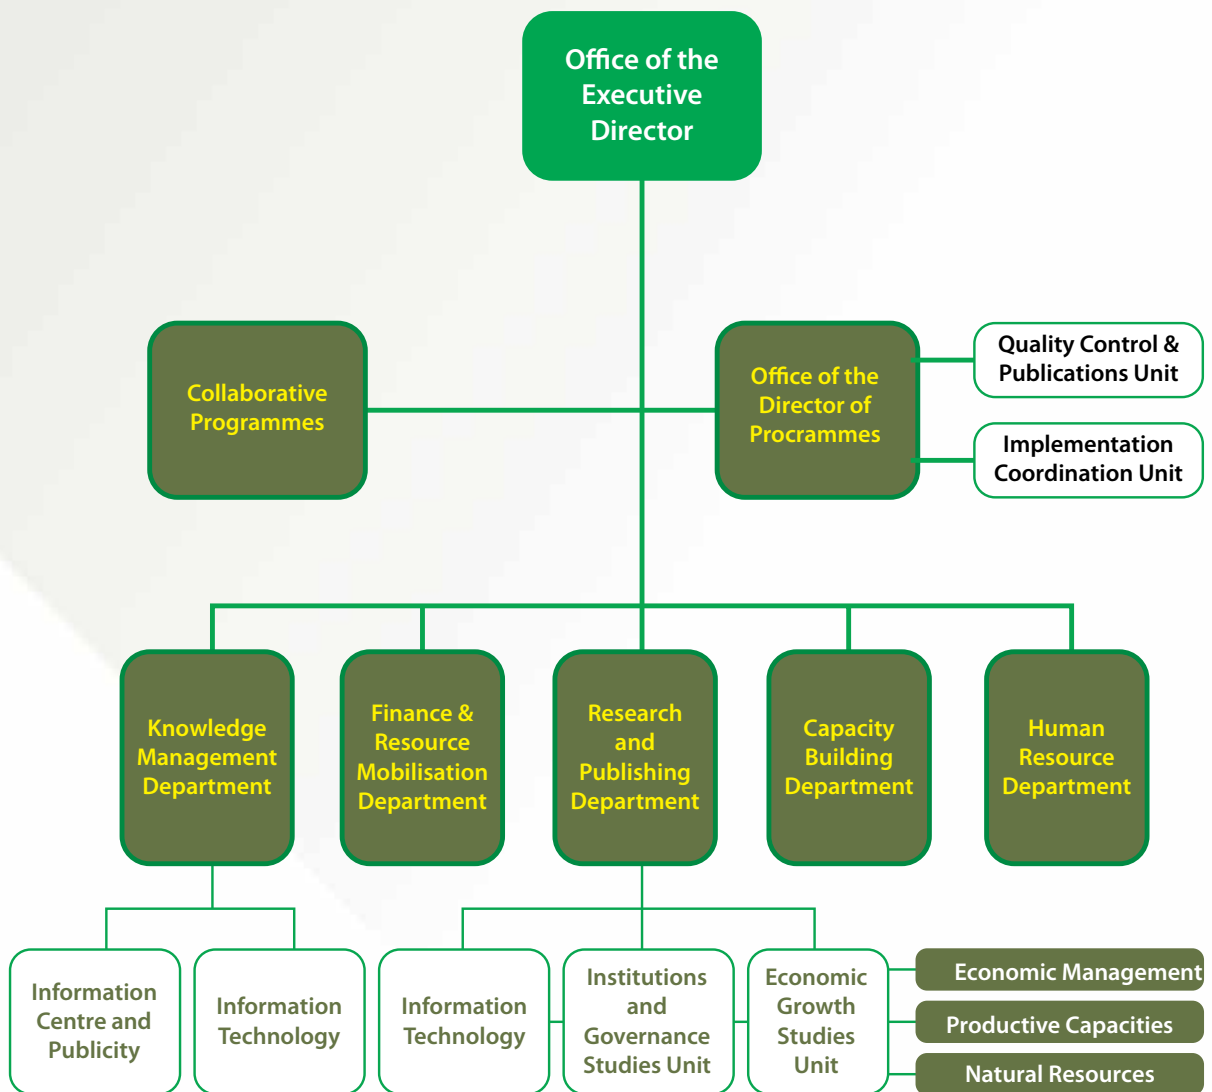 Office of the
Executive
Director
Collaborative
Programmes
Office of the
Director of
Procrammes
Quality Control &
Publications Unit
Implementation
Coordination Unit
Knowledge
Management
Department
Finance &
Resource
Mobilisation
Department
Research
and
Publishing
Department
Capacity
Building
Department
Human
Resource
Department
Information
Centre and
Publicity
Information
Technology
Information
Technology
Institutions
and
Governance
Studies Unit
Economic
Growth
Studies
Unit
Economic Management
Productive Capacities
Natural Resources